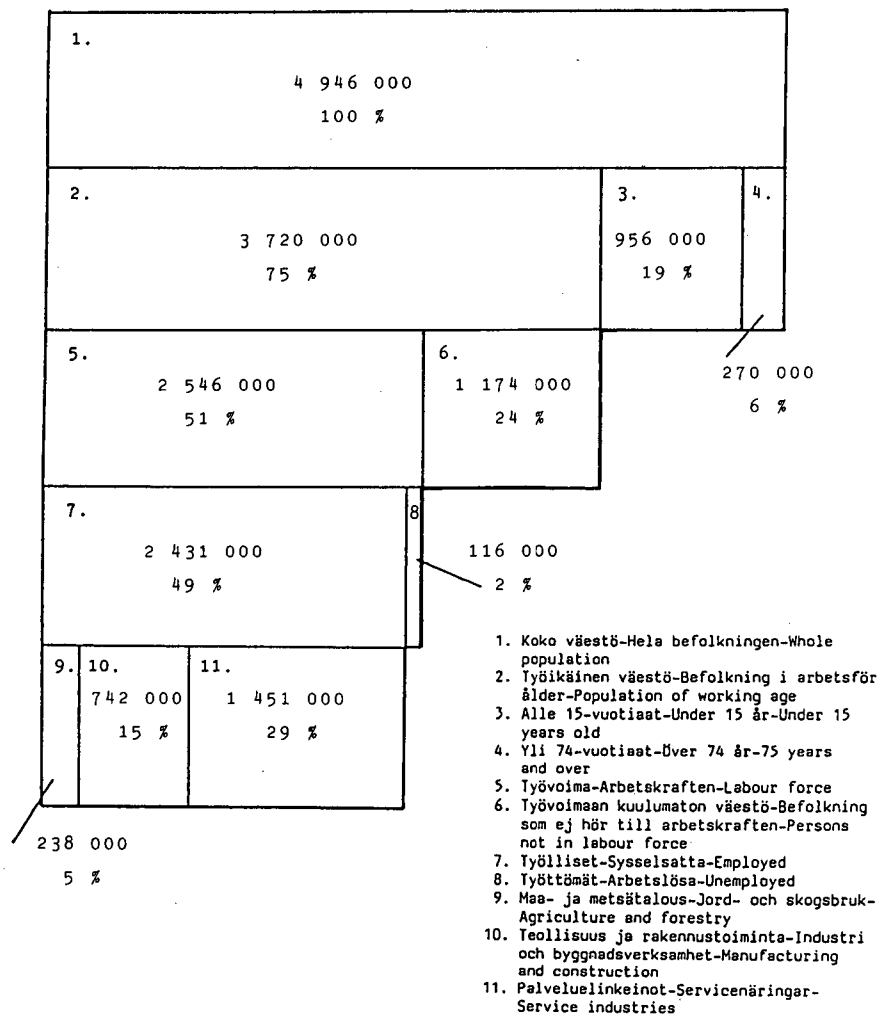 1.
4 946 000
100 %
2.
3 720 000
75 %
3.
956 000
19 %
4.
270 000
6 %
5.
2 546 000
51 %
6.
1 174 000
24 %
7.
2 431 000
49 %
8
116 000
2 %
9.
238 000
5 %
10.
742 000
15 %
11.
1 451 000
29 %
1. Koko väestö-Hela befolkningen-Whole
population
2. Työikäinen väestö-Befolkning i arbetsför
ålder-Population of working age
3. Alle 15-vuotiaat-Under 15 år-Under 15
years old
4. Yli 74-vuotiaat-Över 74 år-75 years
and over
5. Työvoima-Arbetskraften-Labour force
6. Työvoimaan kuulumaton väestö-Befolkning
som ej hör till arbetskraften-Persons
not in labour force
7. Työlliset-Sysselsatta-Employed
8. Työttömät-Arbetslösa-Unemployed
9. Maa- ja metsätalous-Jord- och skogsbruk-
Agriculture and forestry
10. Teollisuus ja rakennustoiminta-Industri
och byggnadsverksamhet-Manufacturing
and construction
11. Palveluelinkeinot-Servicenäringar-
Service industries